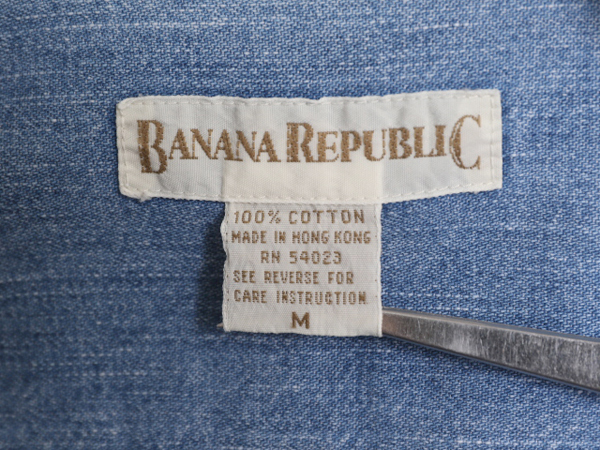 BANANA REPUBLIC
100% COTTON
MADE IN HONG KONG
RN 54023
SEE REVERSE FOR
CARE INSTRUCTION
M